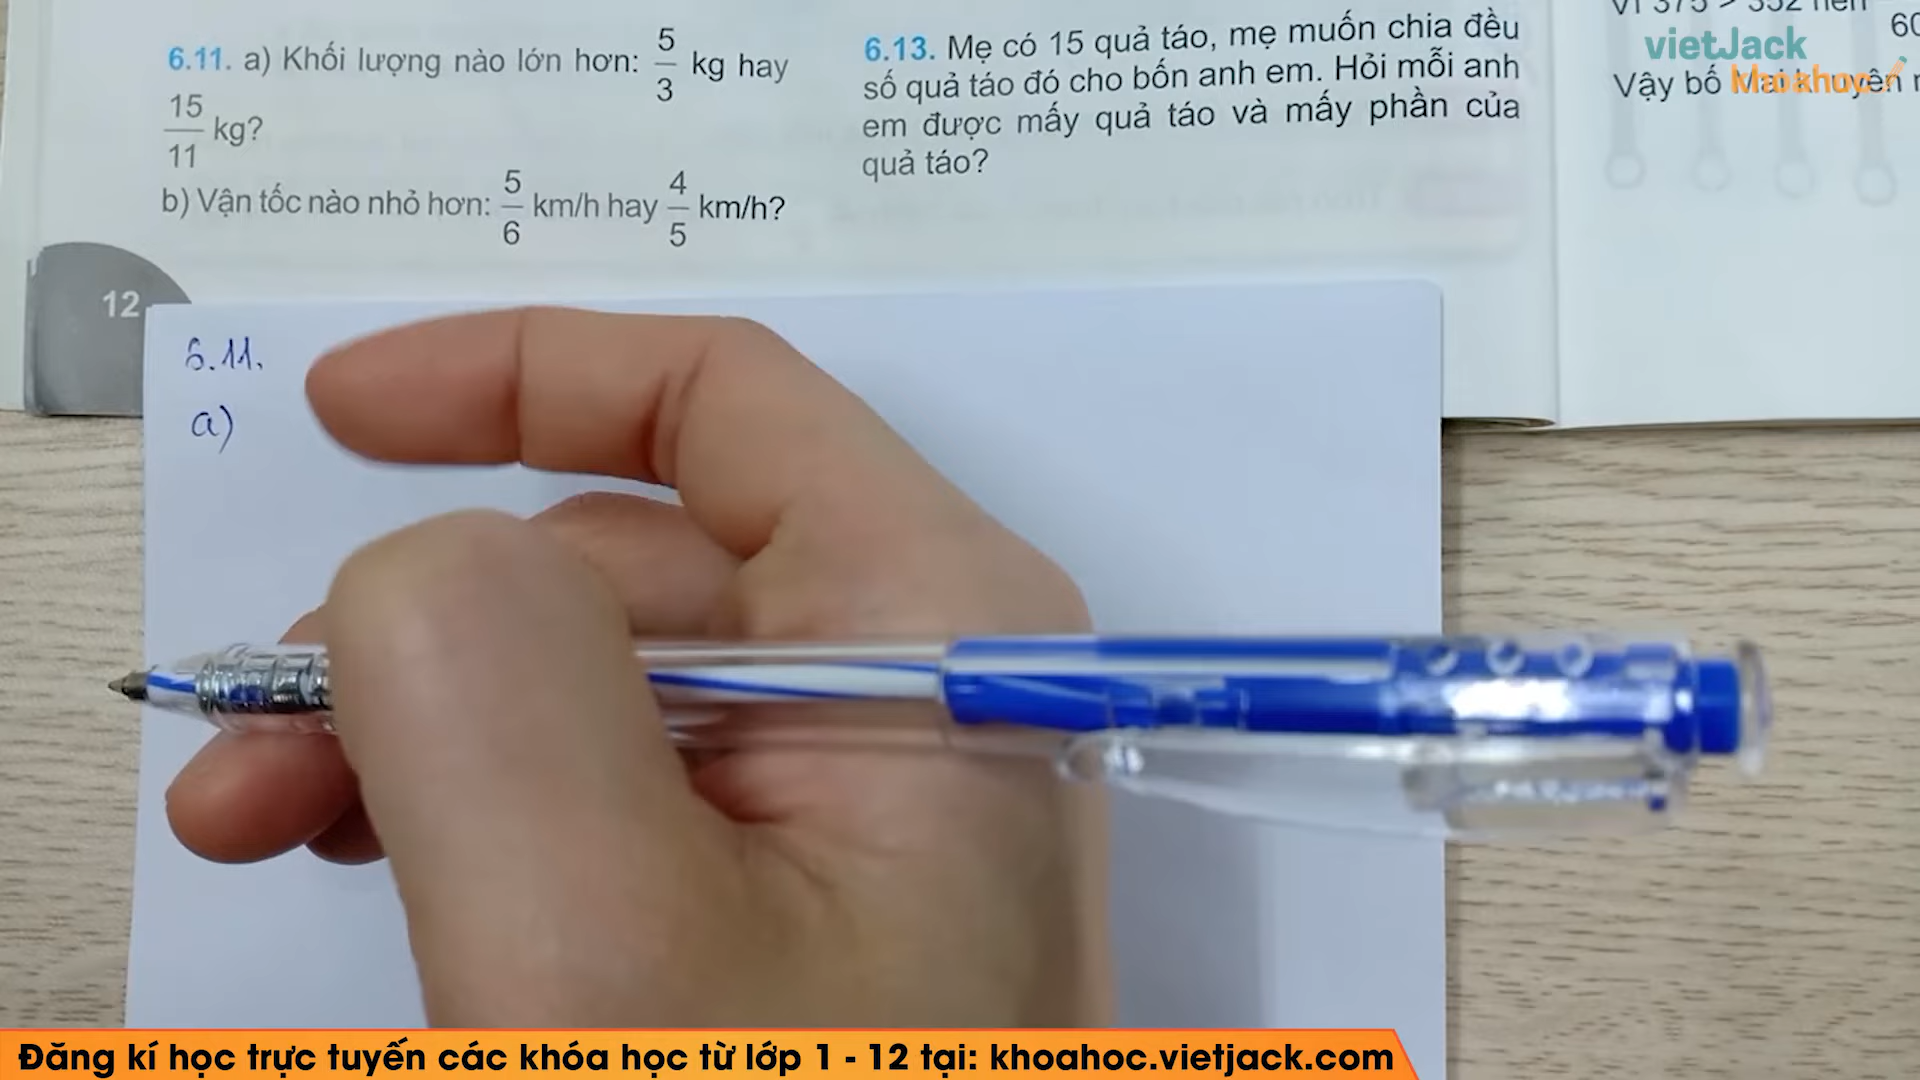 6.11. a) Khối lượng nào lớn hơn: 5/3 kg hay
15/11 kg?
b) Vận tốc nào nhỏ hơn: 5/6 km/h hay 4/5 km/h?
6.13. Mẹ có 15 quả táo, mẹ muốn chia đều
số quả táo đó cho bốn anh em. Hỏi mỗi anh
em được mấy quả táo và mấy phần của
quả táo?
vietJack
khoahoc
60
Vậy bố
12
6.11.
a)
Đăng kí học trực tuyến các khóa học từ lớp 1 - 12 tại: khoahoc.vietjack.com